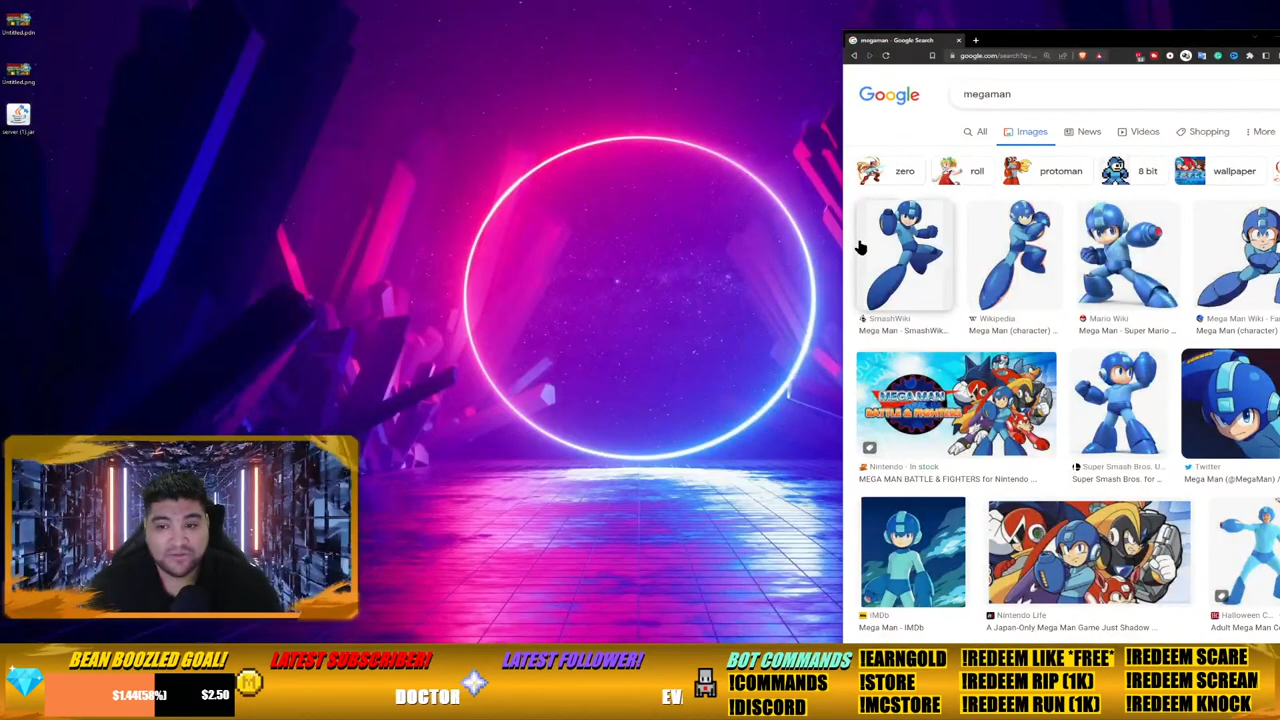 Untitled.pdn
Untitled.png
server (1).jar
megaman - Google Search
google.com/search?q=...
Google
megaman
All
Images
News
Videos
Shopping
More
zero
roll
protoman
8 bit
wallpaper
SmashWiki
Mega Man - SmashWik...
Wikipedia
Mega Man (character) ...
Mario Wiki
Mega Man - Super Mario ...
Mega Man Wiki - Fa
Mega Man (character)
MEGA MAN
BATTLE & FIGHTERS
Nintendo · In stock
MEGA MAN BATTLE & FIGHTERS for Nintendo ...
Super Smash Bros. U...
Super Smash Bros. for ...
Twitter
Mega Man (@MegaMan) /
IMDb
Mega Man - IMDb
Nintendo Life
A Japan-Only Mega Man Game Just Shadow ...
Halloween C...
Adult Mega Man Co
BEAN BOOZLED GOAL!
$1.44(58%)
$2.50
LATEST SUBSCRIBER!
DOCTOR
LATEST FOLLOWER!
EV
BOT COMMANDS
!COMMANDS
!DISCORD
!EARNGOLD
!STORE
!MCSTORE
!REDEEM LIKE *FREE*
!REDEEM RIP (1K)
!REDEEM RUN (1K)
!REDEEM SCARE
!REDEEM SCREAM
!REDEEM KNOCK